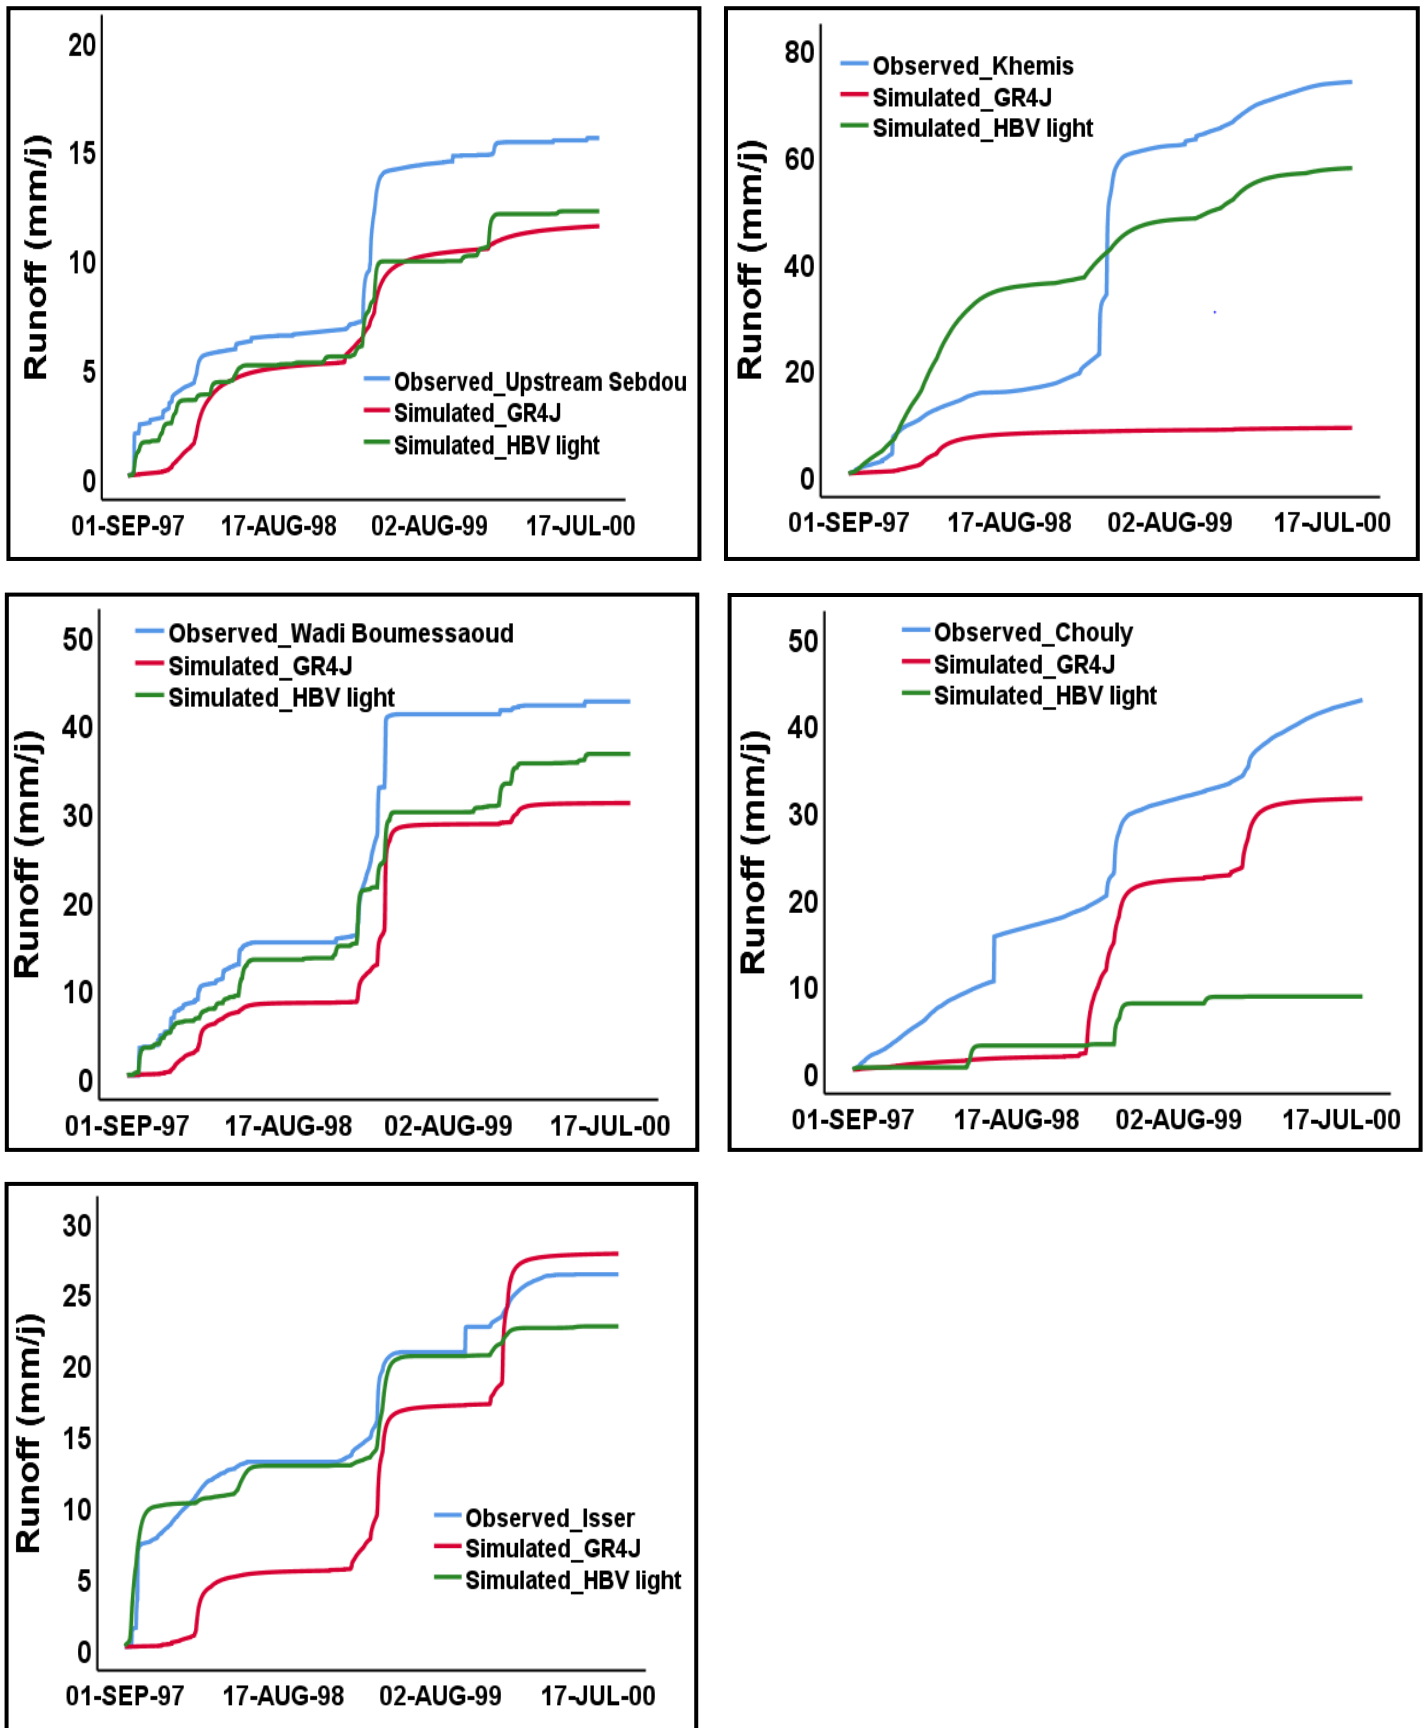 20
15
10
5
0
Runoff (mm/j)
Observed_Upstream Sebdou
Simulated_GR4J
Simulated_HBV light
01-SEP-97 17-AUG-98 02-AUG-99 17-JUL-00
80
60
40
20
0
Runoff (mm/j)
Observed_Khemis
Simulated_GR4J
Simulated_HBV light
01-SEP-97 17-AUG-98 02-AUG-99 17-JUL-00
50
40
30
20
10
0
Runoff (mm/j)
Observed_Wadi Boumessaoud
Simulated_GR4J
Simulated_HBV light
01-SEP-97 17-AUG-98 02-AUG-99 17-JUL-00
50
40
30
20
10
0
Runoff (mm/j)
Observed_Chouly
Simulated_GR4J
Simulated_HBV light
01-SEP-97 17-AUG-98 02-AUG-99 17-JUL-00
30
25
20
15
10
5
0
Runoff (mm/j)
Observed_Isser
Simulated_GR4J
Simulated_HBV light
01-SEP-97 17-AUG-98 02-AUG-99 17-JUL-00